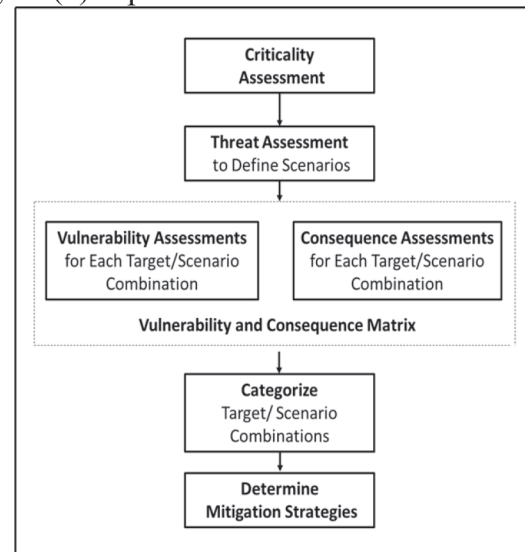 Criticality
Assessment
Threat Assessment
to Define Scenarios
Vulnerability Assessments
for Each Target/Scenario
Combination
Consequence Assessments
for Each Target/Scenario
Combination
Vulnerability and Consequence Matrix
Categorize
Target/ Scenario
Combinations
Determine
Mitigation Strategies